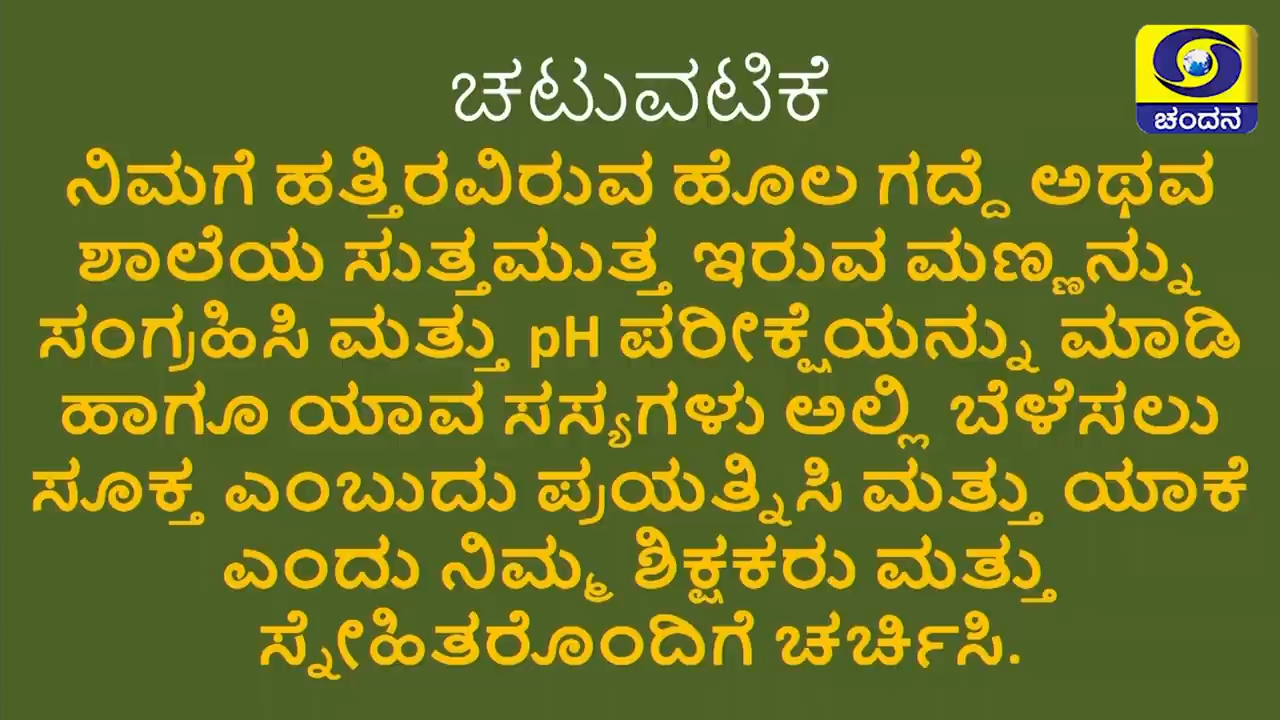 ಚಟುವಟಿಕೆ
ಚಂದನ
ನಿಮಗೆ ಹತ್ತಿರವಿರುವ ಹೊಲ ಗದ್ದೆ ಅಥವ
ಶಾಲೆಯ ಸುತ್ತಮುತ್ತ ಇರುವ ಮಣ್ಣನ್ನು
ಸಂಗ್ರಹಿಸಿ ಮತ್ತು pH ಪರೀಕ್ಷೆಯನ್ನು ಮಾಡಿ
ಹಾಗೂ ಯಾವ ಸಸ್ಯಗಳು ಅಲ್ಲಿ ಬೆಳೆಸಲು
ಸೂಕ್ತ ಎಂಬುದು ಪ್ರಯತ್ನಿಸಿ ಮತ್ತು ಯಾಕೆ
ಎಂದು ನಿಮ್ಮ ಶಿಕ್ಷಕರು ಮತ್ತು
ಸ್ನೇಹಿತರೊಂದಿಗೆ ಚರ್ಚಿಸಿ.